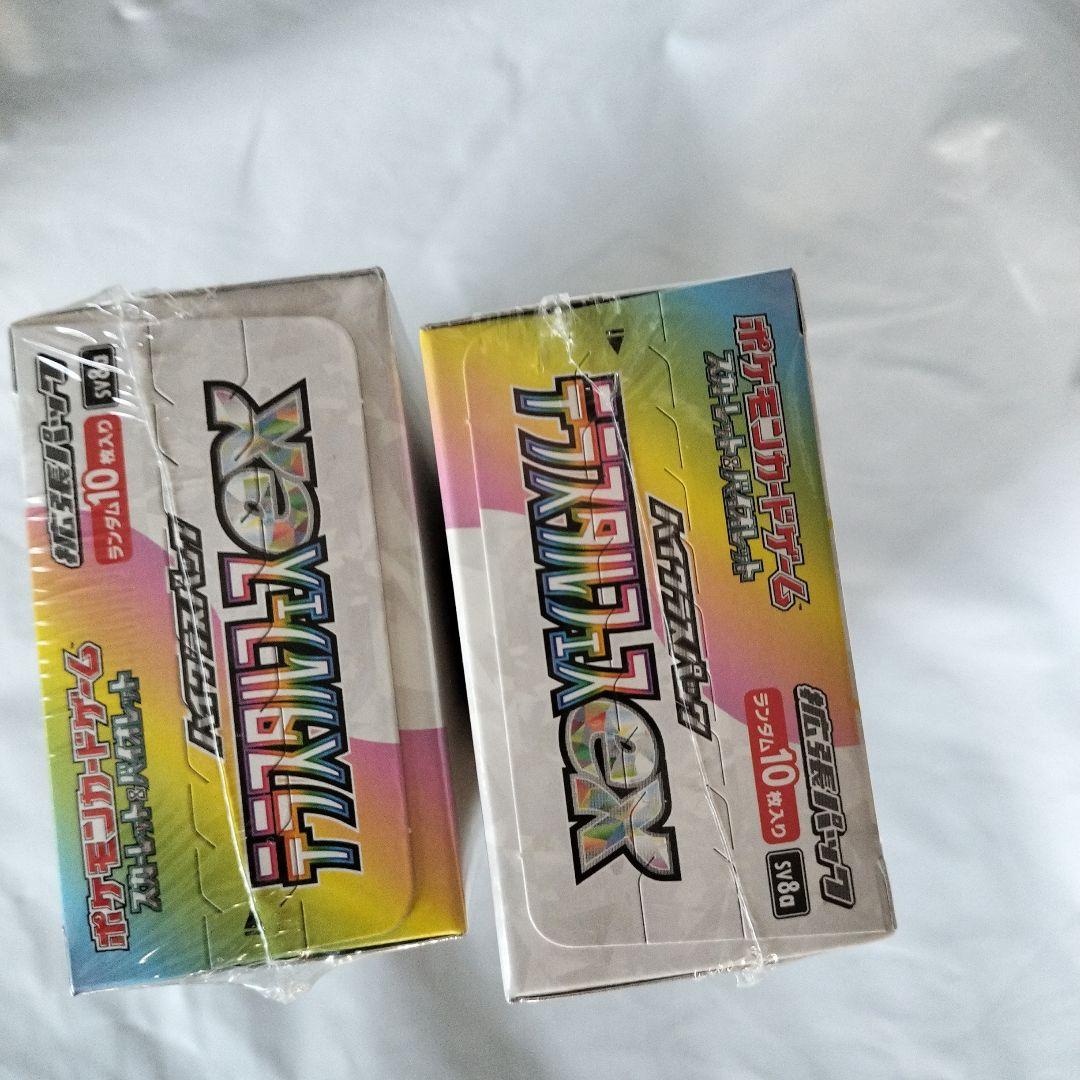 ポケモンカードゲーム
スカーレット&バイオレット
拡張パック
ランダム10枚入り
sv8a
ハイクラスパック
テラスタルフェスex
ポケモンカードゲーム
スカーレット&バイオレット
拡張パック
ランダム10枚入り
sv8a
ハイクラスパック
テラスタルフェスex